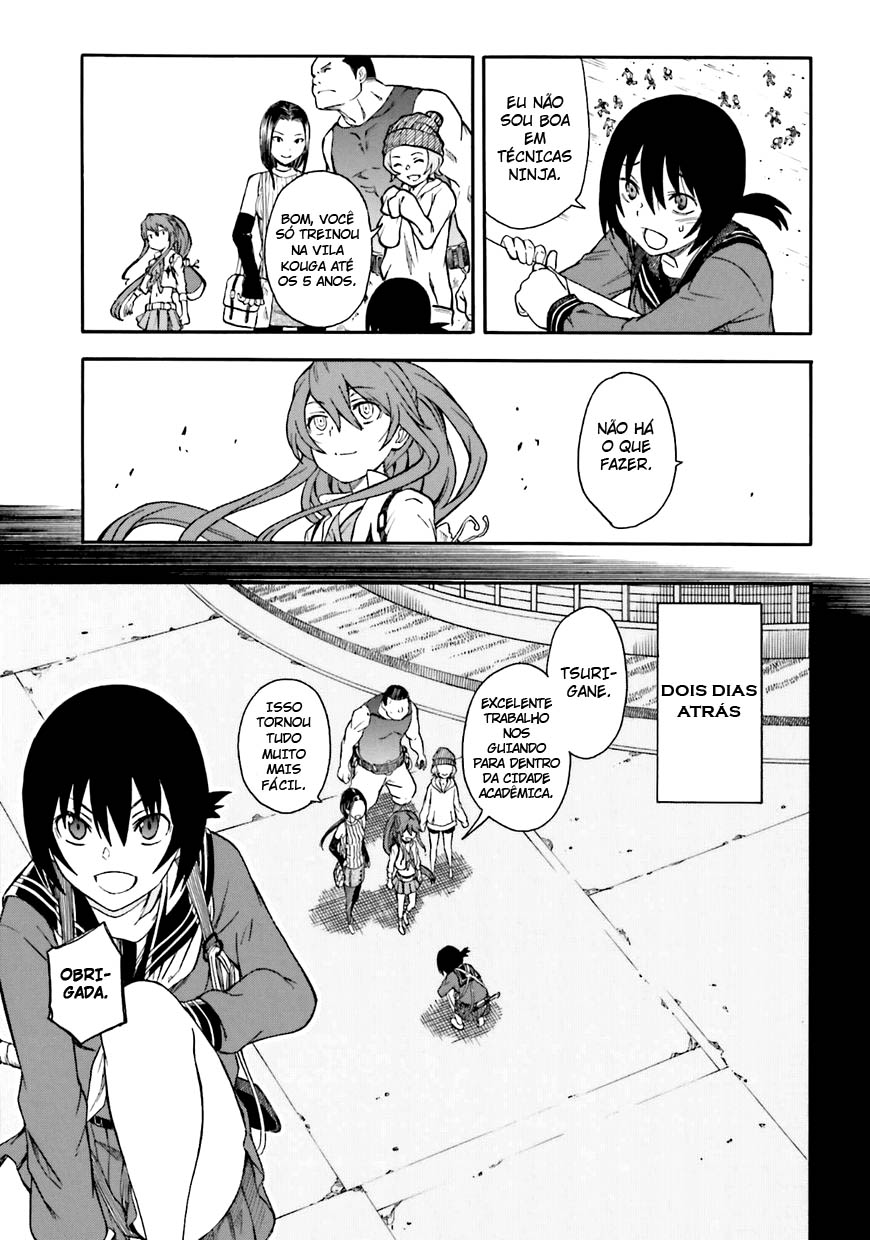 EU NÃO
SOU BOA
EM
TÉCNICAS
NINJA.
BOM, VOCÊ
SÓ TREINOU
NA VILA
KOUGA ATÉ
OS 5 ANOS.
NÃO HÁ
O QUE
FAZER.
DOIS DIAS
ATRÁS
TSURI-
GANE.
EXCELENTE
TRABALHO
NOS
GUIANDO
PARA DENTRO
DA CIDADE
ACADÊMICA.
ISSO
TORNOU
TUDO
MUITO
MAIS
FÁCIL.
OBRI-
GADA.